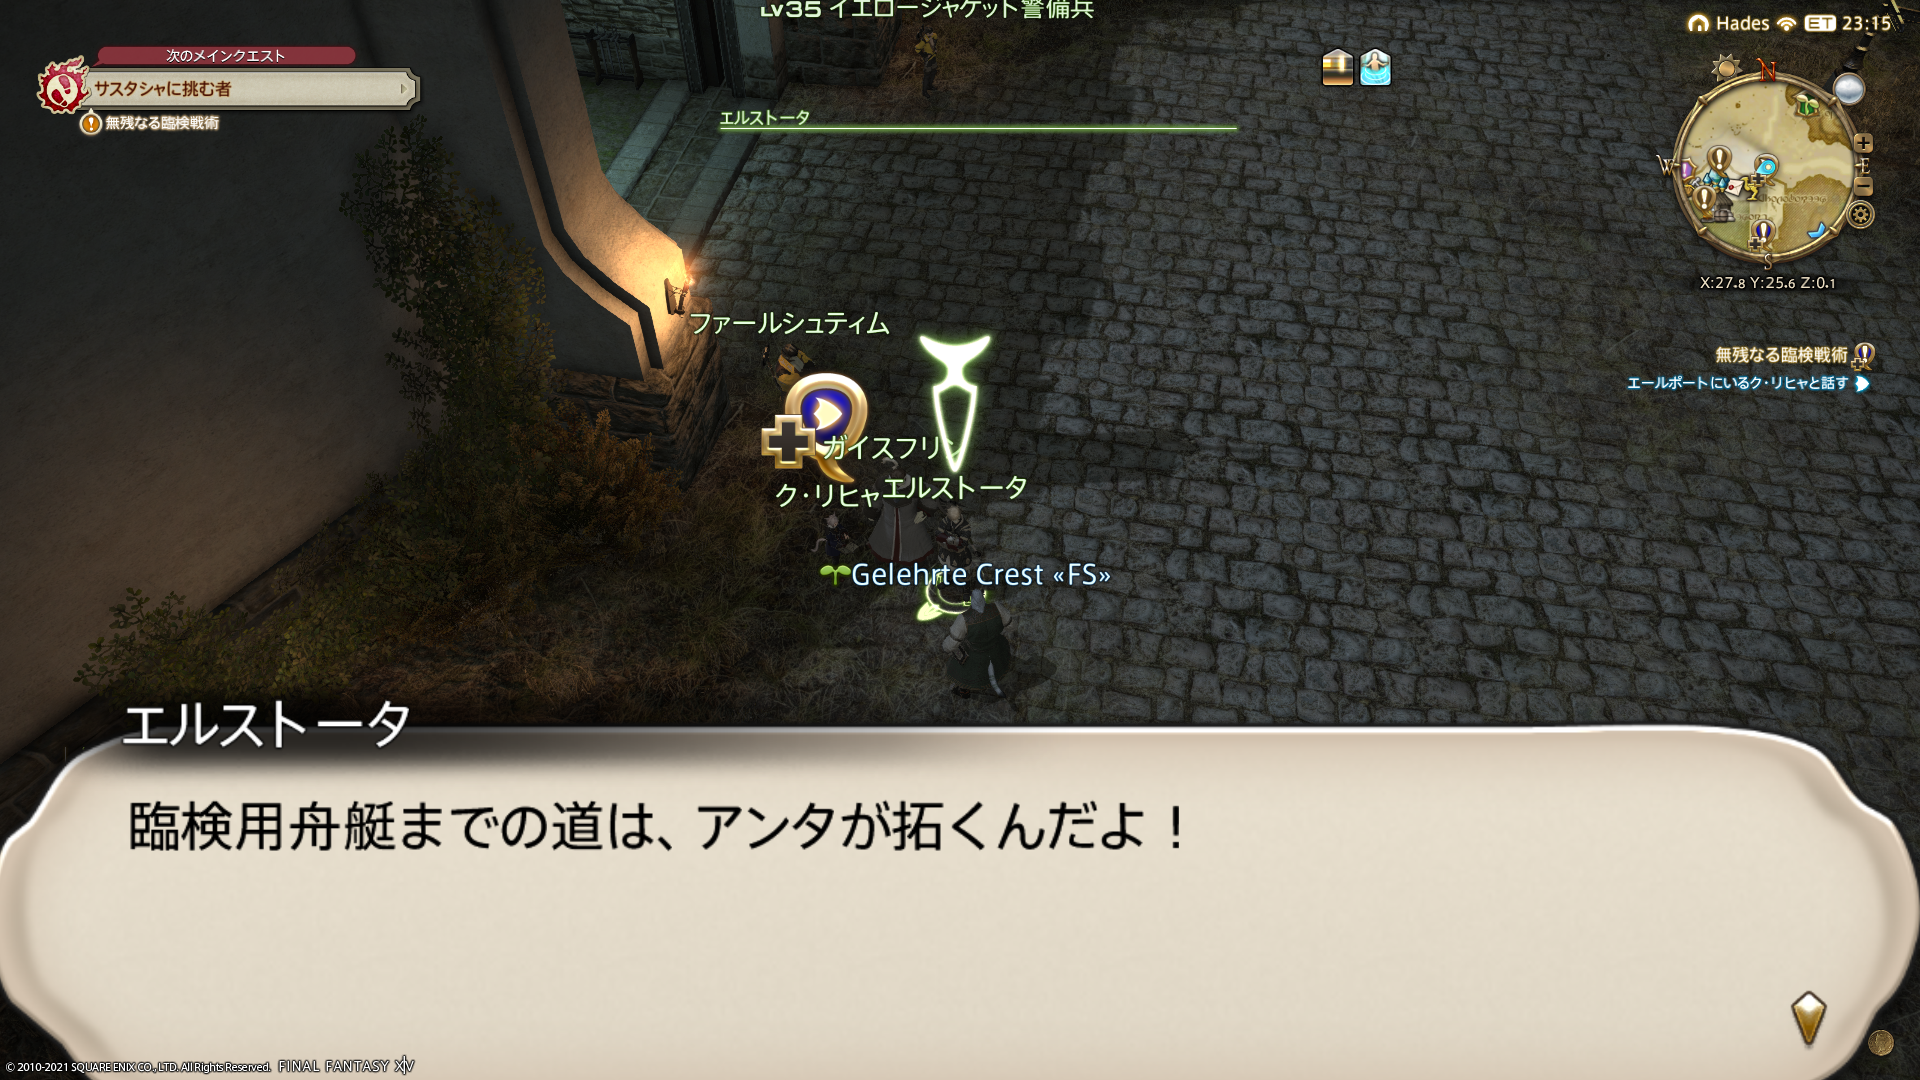 Lv35 イエロージャケット警備兵
Hades ET 23:15
次のメインクエスト
サスタシャに挑む者
無残なる臨検戦術
エルストータ
N
W
E
S
X:27.8 Y:25.6 Z:0.1
無残なる臨検戦術
エールポートにいるク・リヒャと話す
ファールシュティム
ガイスフリン
ク・リヒャ
エルストータ
Gelehrte Crest «FS»
エルストータ
臨検用舟艇までの道は、アンタが拓くんだよ！
© 2010-2021 SQUARE ENIX CO., LTD. All Rights Reserved. FINAL FANTASY XIV